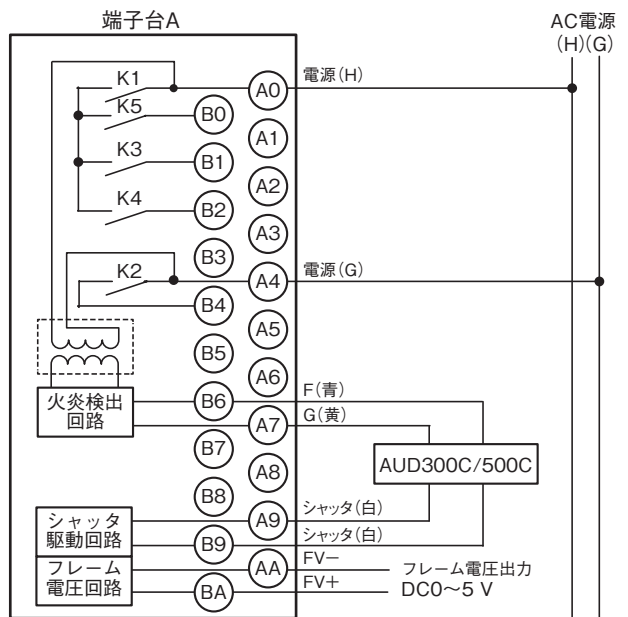 端子台A
AC電源
(H)(G)
K1
A0
電源(H)
K5
B0
A1
K3
B1
A2
K4
B2
A3
B3
K2
A4
電源(G)
B4
A5
B5
A6
火炎検出
回路
B6
F(青)
A7
G(黄)
B7
AUD300C/500C
A8
B8
シャッタ
駆動回路
A9
シャッタ(白)
B9
シャッタ(白)
フレーム
電圧回路
AA
FV−
フレーム電圧出力
BA
FV+
DC0〜5 V